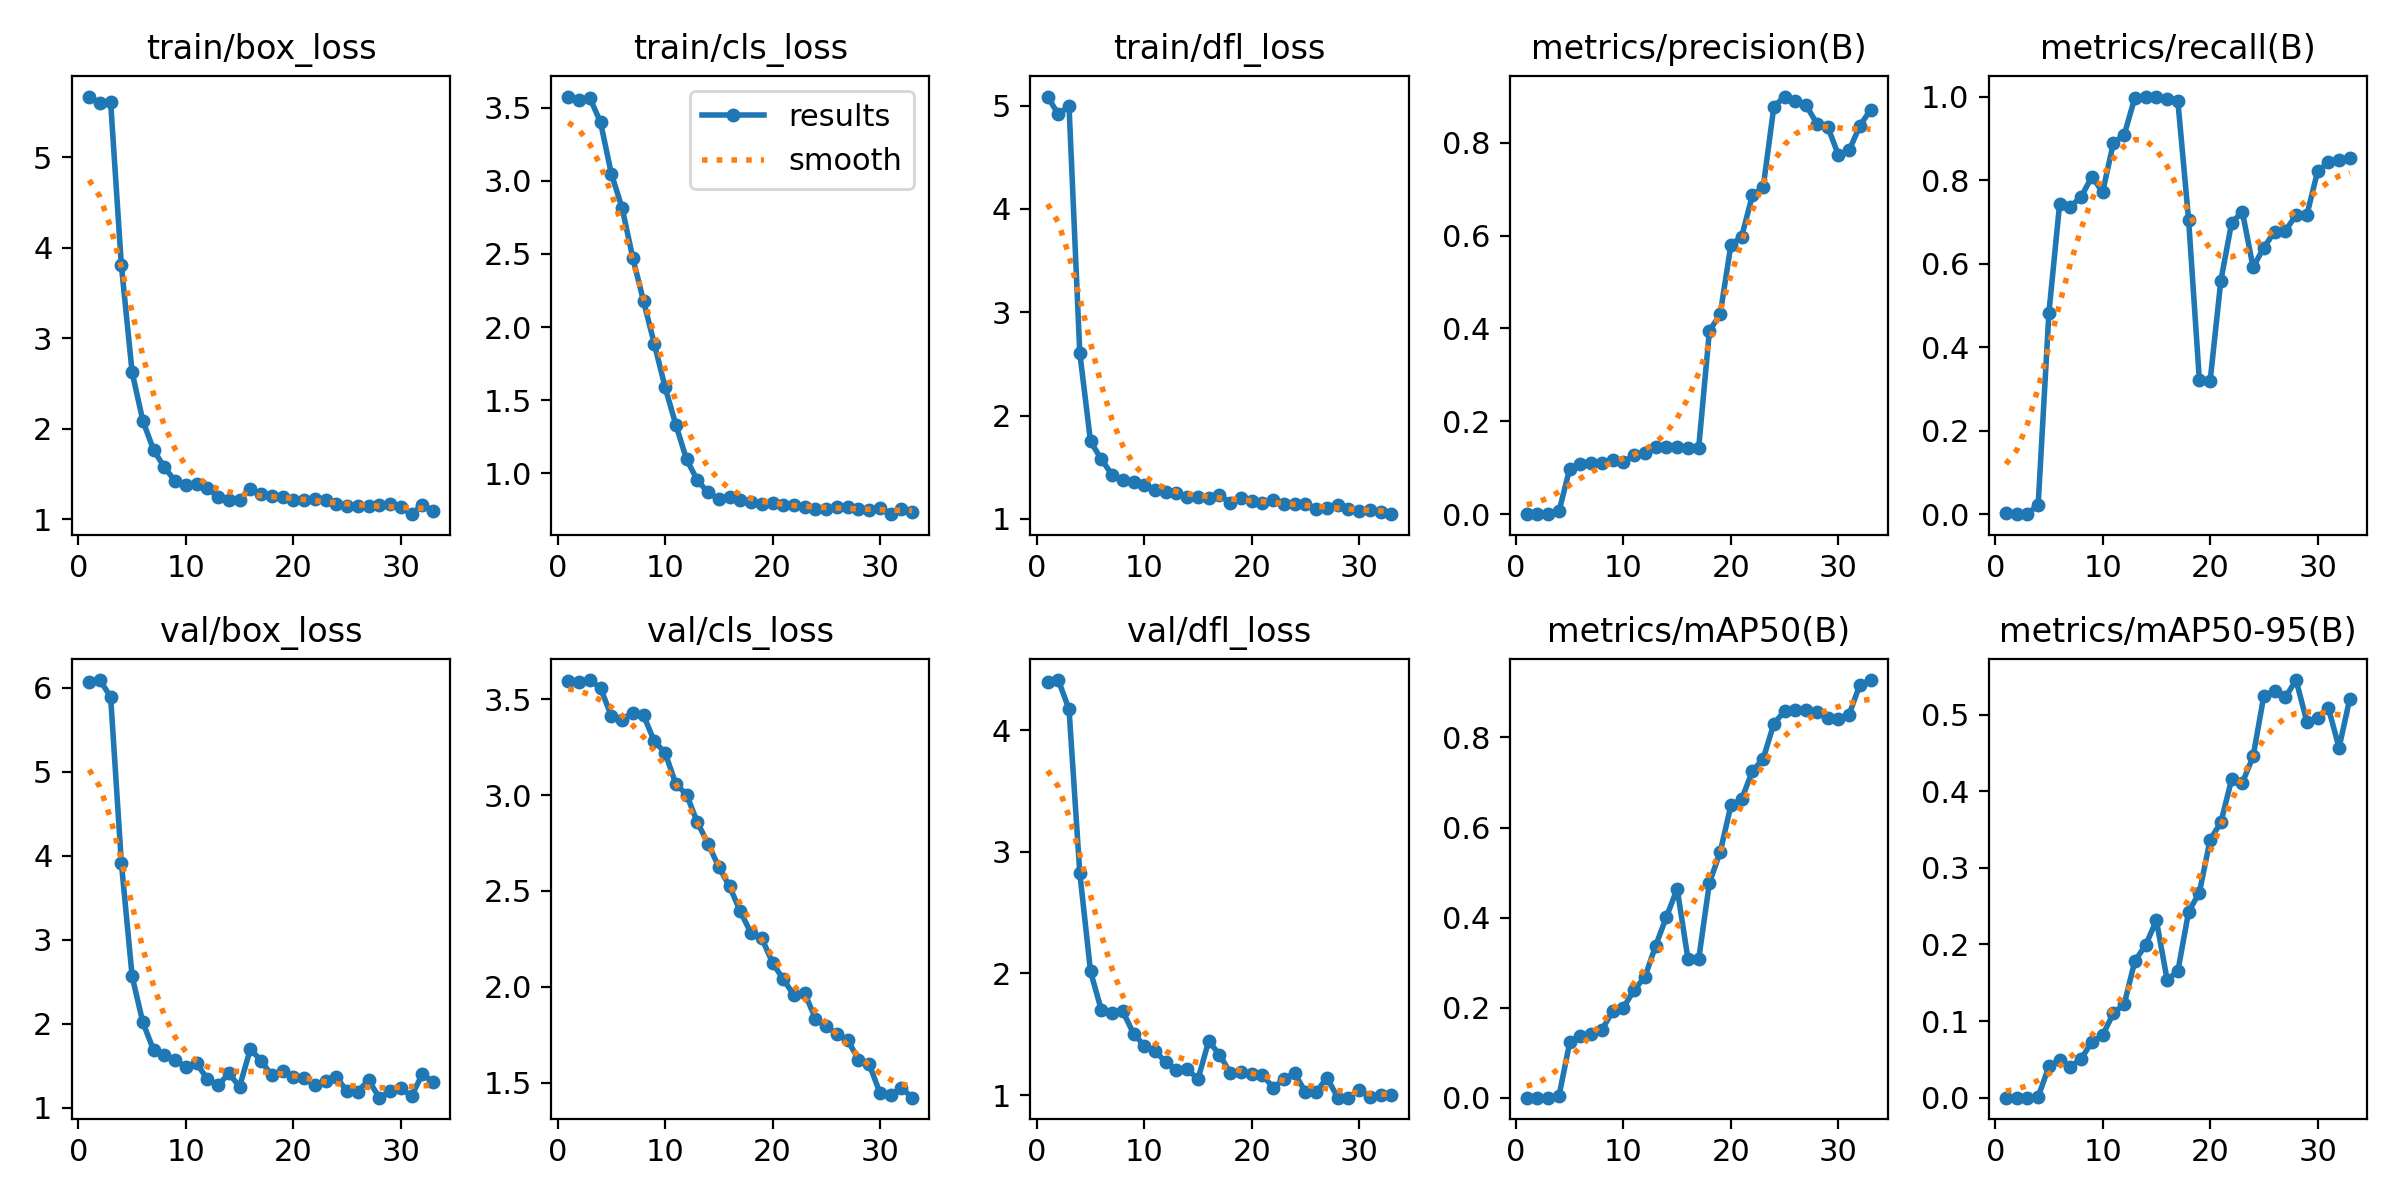 train/box_loss
train/cls_loss
train/dfl_loss
metrics/precision(B)
metrics/recall(B)
5
4
3
2
1
0 10 20 30
3.5
3.0
2.5
2.0
1.5
1.0
results
smooth
0 10 20 30
5
4
3
2
1
0 10 20 30
0.8
0.6
0.4
0.2
0.0
0 10 20 30
1.0
0.8
0.6
0.4
0.2
0.0
0 10 20 30
val/box_loss
val/cls_loss
val/dfl_loss
metrics/mAP50(B)
metrics/mAP50-95(B)
6
5
4
3
2
1
0 10 20 30
3.5
3.0
2.5
2.0
1.5
0 10 20 30
4
3
2
1
0 10 20 30
0.8
0.6
0.4
0.2
0.0
0 10 20 30
0.5
0.4
0.3
0.2
0.1
0.0
0 10 20 30